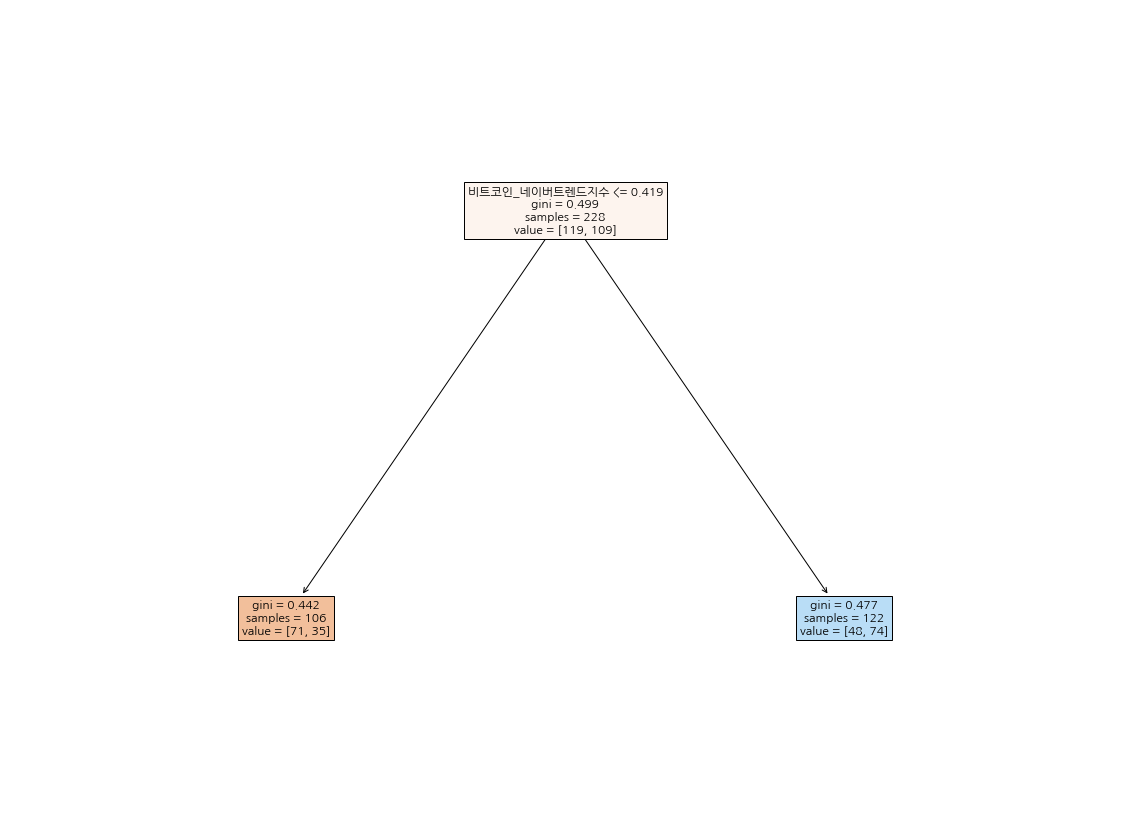 비트코인_네이버트렌드지수 <= 0.419
gini = 0.499
samples = 228
value = [119, 109]
gini = 0.442
samples = 106
value = [71, 35]
gini = 0.477
samples = 122
value = [48, 74]